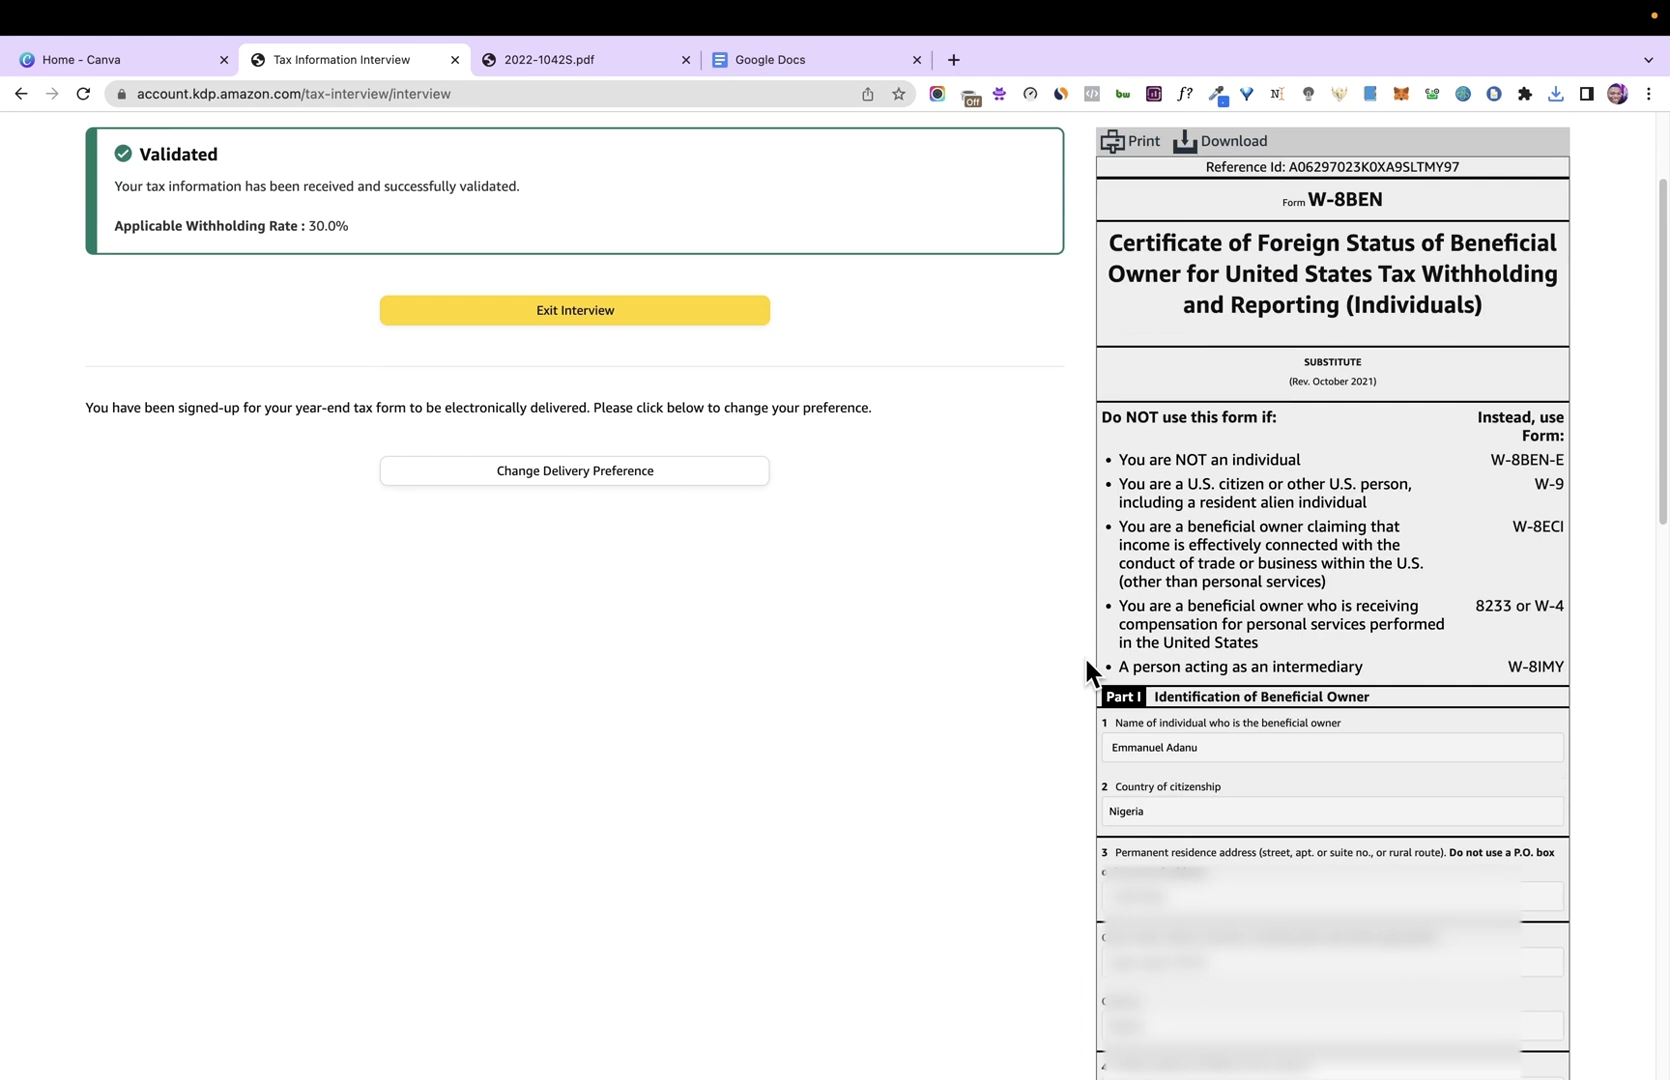 Home - Canva
Tax Information Interview
2022-1042S.pdf
Google Docs
account.kdp.amazon.com/tax-interview/interview
Off
bw
f?
Validated
Your tax information has been received and successfully validated.
Applicable Withholding Rate : 30.0%
Exit Interview
You have been signed-up for your year-end tax form to be electronically delivered. Please click below to change your preference.
Change Delivery Preference
Print
Download
Reference Id: A06297023K0XA9SLTMY97
Form W-8BEN
Certificate of Foreign Status of Beneficial
Owner for United States Tax Withholding
and Reporting (Individuals)
SUBSTITUTE
(Rev. October 2021)
Do NOT use this form if:
Instead, use
Form:
• You are NOT an individual
W-8BEN-E
• You are a U.S. citizen or other U.S. person,
including a resident alien individual
W-9
• You are a beneficial owner claiming that
income is effectively connected with the
conduct of trade or business within the U.S.
(other than personal services)
W-8ECI
• You are a beneficial owner who is receiving
compensation for personal services performed
in the United States
8233 or W-4
• A person acting as an intermediary
W-8IMY
Part I Identification of Beneficial Owner
1 Name of individual who is the beneficial owner
Emmanuel Adanu
2 Country of citizenship
Nigeria
3 Permanent residence address (street, apt. or suite no., or rural route). Do not use a P.O. box